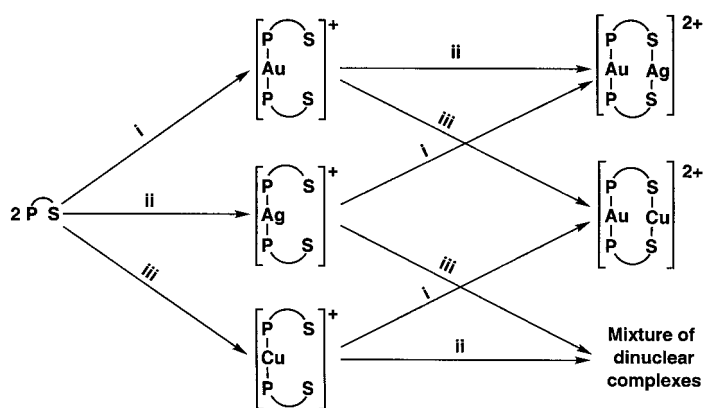 P S +
Au
P S
i
ii
P S 2+
Au Ag
P S
iii
i
2 P S
ii
P S +
Ag
P S
P S 2+
Au Cu
P S
iii
iii
i
P S +
Cu
P S
ii
Mixture of
dinuclear
complexes